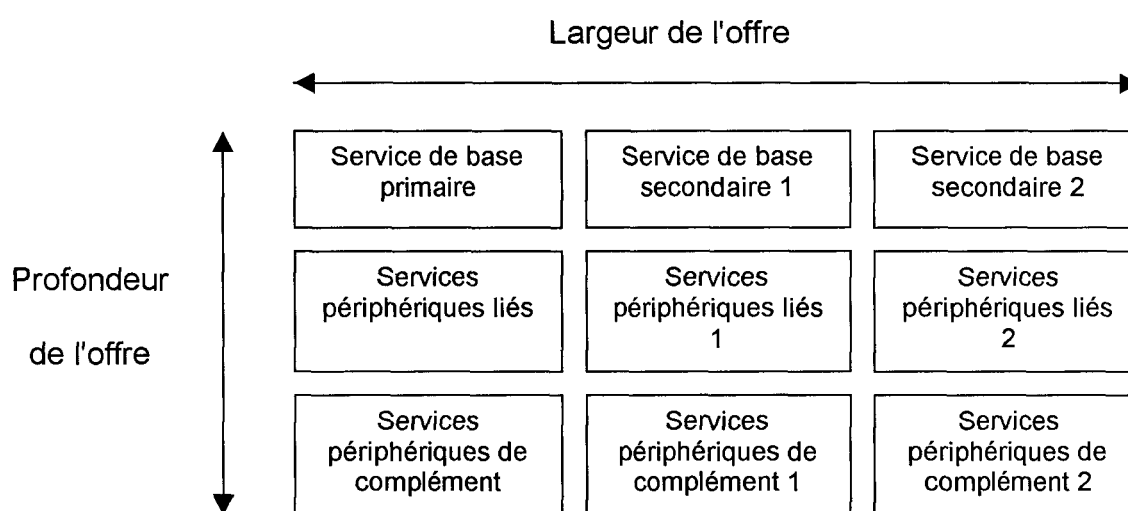 Largeur de l'offre
Profondeur
de l'offre
Service de base
primaire
Service de base
secondaire 1
Service de base
secondaire 2
Services
périphériques liés
Services
périphériques liés
1
Services
périphériques liés
2
Services
périphériques de
complément
Services
périphériques de
complément 1
Services
périphériques de
complément 2